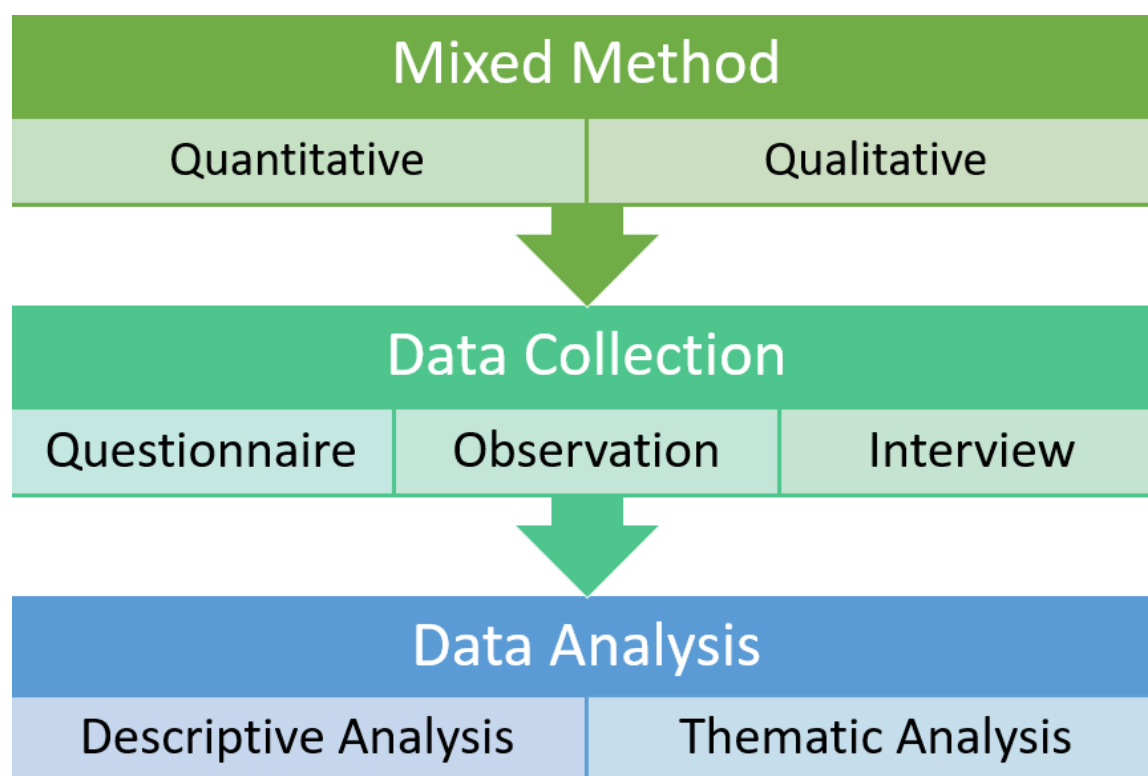 Mixed Method
Quantitative Qualitative
Data Collection
Questionnaire Observation Interview
Data Analysis
Descriptive Analysis Thematic Analysis